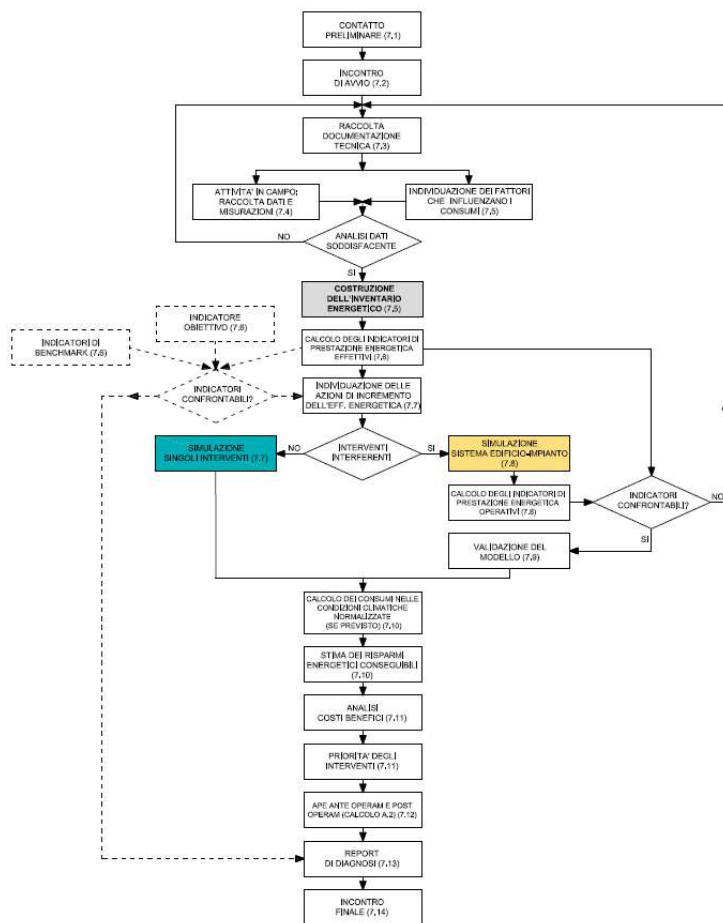 CONTATTO
PRELIMINARE (7.1)
INCONTRO
DI AVVIO (7.2)
RACCOLTA
DOCUMENTAZIONE
TECNICA (7.3)
ATTIVITA' IN CAMPO:
RACCOLTA DATI E
MISURAZIONI (7.4)
INDIVIDUAZIONE DEI FATTORI
CHE INFLUENZANO I
CONSUMI (7.5)
NO
ANALISI DATI
SODDISFACENTE
SI
COSTRUZIONE
DELL'INVENTARIO
ENERGETICO (7.5)
INDICATORE
OBIETTIVO (7.6)
INDICATORI DI
BENCHMARK (7.6)
CALCOLO DEGLI INDICATORI DI
PRESTAZIONE ENERGETICA
EFFETTIVI (7.6)
INDICATORI
CONFRONTABILI?
INDIVIDUAZIONE DELLE
AZIONI DI INCREMENTO
DELL'EFF. ENERGETICA (7.7)
SIMULAZIONE
SINGOLI INTERVENTI (7.7)
NO
INTERVENTI
INTERFERENTI
SI
SIMULAZIONE
SISTEMA EDIFICIO-IMPIANTO
(7.8)
CALCOLO DEGLI INDICATORI DI
PRESTAZIONE ENERGETICA
OPERATIVI (7.8)
INDICATORI
CONFRONTABILI?
NO
SI
VALIDAZIONE DEL
MODELLO (7.9)
CALCOLO DEI CONSUMI NELLE
CONDIZIONI CLIMATICHE
NORMALIZZATE
(SE PREVISTO) (7.10)
STIMA DEI RISPARMI
ENERGETICI CONSEGUIBILI
(7.10)
ANALISI
COSTI BENEFICI (7.11)
PRIORITA' DEGLI
INTERVENTI (7.11)
APE ANTE OPERAM E POST
OPERAM (CALCOLO A.2) (7.12)
REPORT
DI DIAGNOSI (7.13)
INCONTRO
FINALE (7.14)